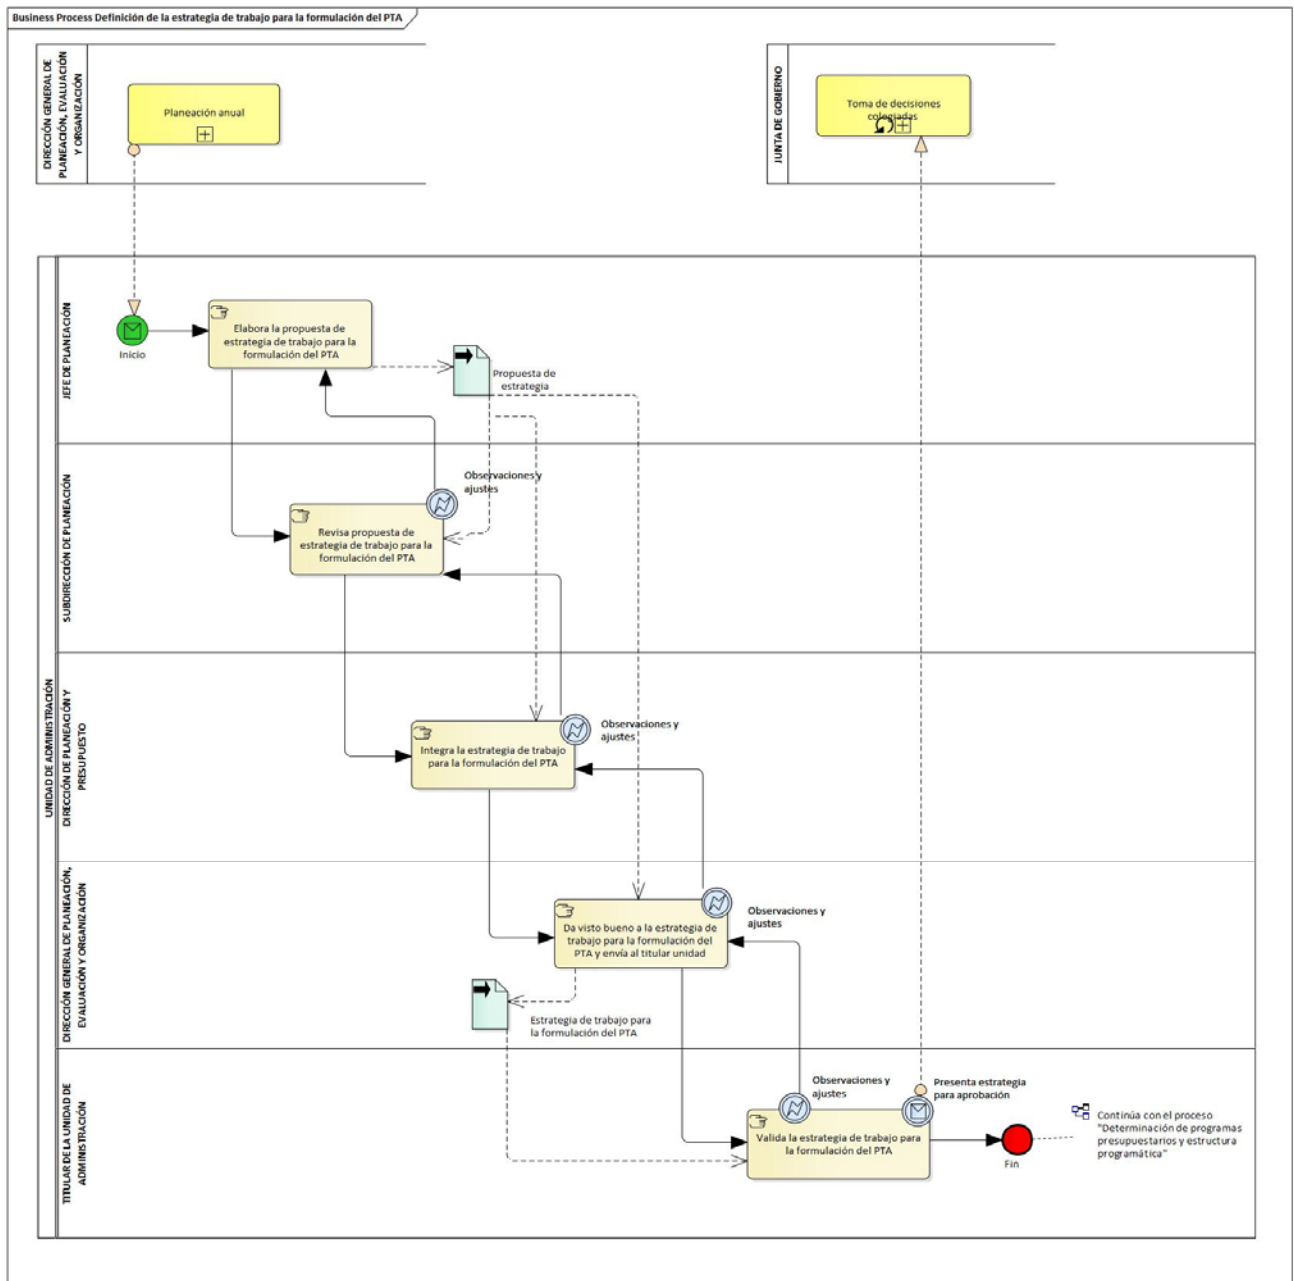 Business Process Definición de la estrategia de trabajo para la formulación del PTA
DIRECCIÓN GENERAL DE
PLANEACIÓN, EVALUACIÓN
Y ORGANIZACIÓN
Planeación anual
JUNTA DE GOBIERNO
Toma de decisiones
colegiadas
UNIDAD DE ADMINISTRACIÓN
JEFE DE PLANEACIÓN
Inicio
Elabora la propuesta de
estrategia de trabajo para la
formulación del PTA
Propuesta de
estrategia
SUBDIRECCIÓN DE PLANEACIÓN
Observaciones y
ajustes
Revisa propuesta de
estrategia de trabajo para la
formulación del PTA
DIRECCIÓN DE PLANEACIÓN Y
PRESUPUESTO
Observaciones y
ajustes
Integra la estrategia de trabajo
para la formulación del PTA
DIRECCIÓN GENERAL DE PLANEACIÓN,
EVALUACIÓN Y ORGANIZACIÓN
Observaciones y
ajustes
Da visto bueno a la estrategia de
trabajo para la formulación del
PTA y envía al titular unidad
Estrategia de trabajo para
la formulación del PTA
TITULAR DE LA UNIDAD DE
ADMINISTRACIÓN
Observaciones y
ajustes
Presenta estrategia
para aprobación
Valida la estrategia de trabajo para
la formulación del PTA
Fin
Continúa con el proceso
"Determinación de programas
presupuestarios y estructura
programática"